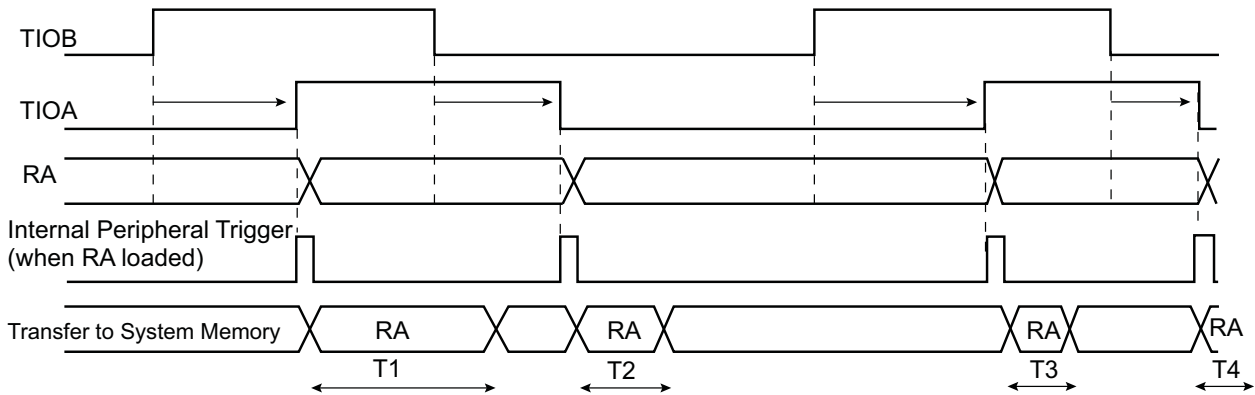 TIOB
TIOA
RA
Internal Peripheral Trigger
(when RA loaded)
Transfer to System Memory RA RA RA RA
T1 T2 T3 T4